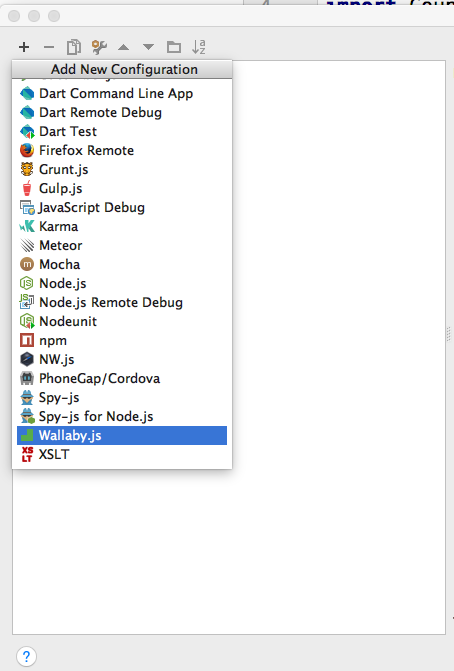 4
import Coun
Add New Configuration
Dart Command Line App
Dart Remote Debug
Dart Test
Firefox Remote
Grunt.js
Gulp.js
JavaScript Debug
Karma
Meteor
Mocha
Node.js
Node.js Remote Debug
Nodeunit
npm
NW.js
PhoneGap/Cordova
Spy-js
Spy-js for Node.js
Wallaby.js
XSLT
?